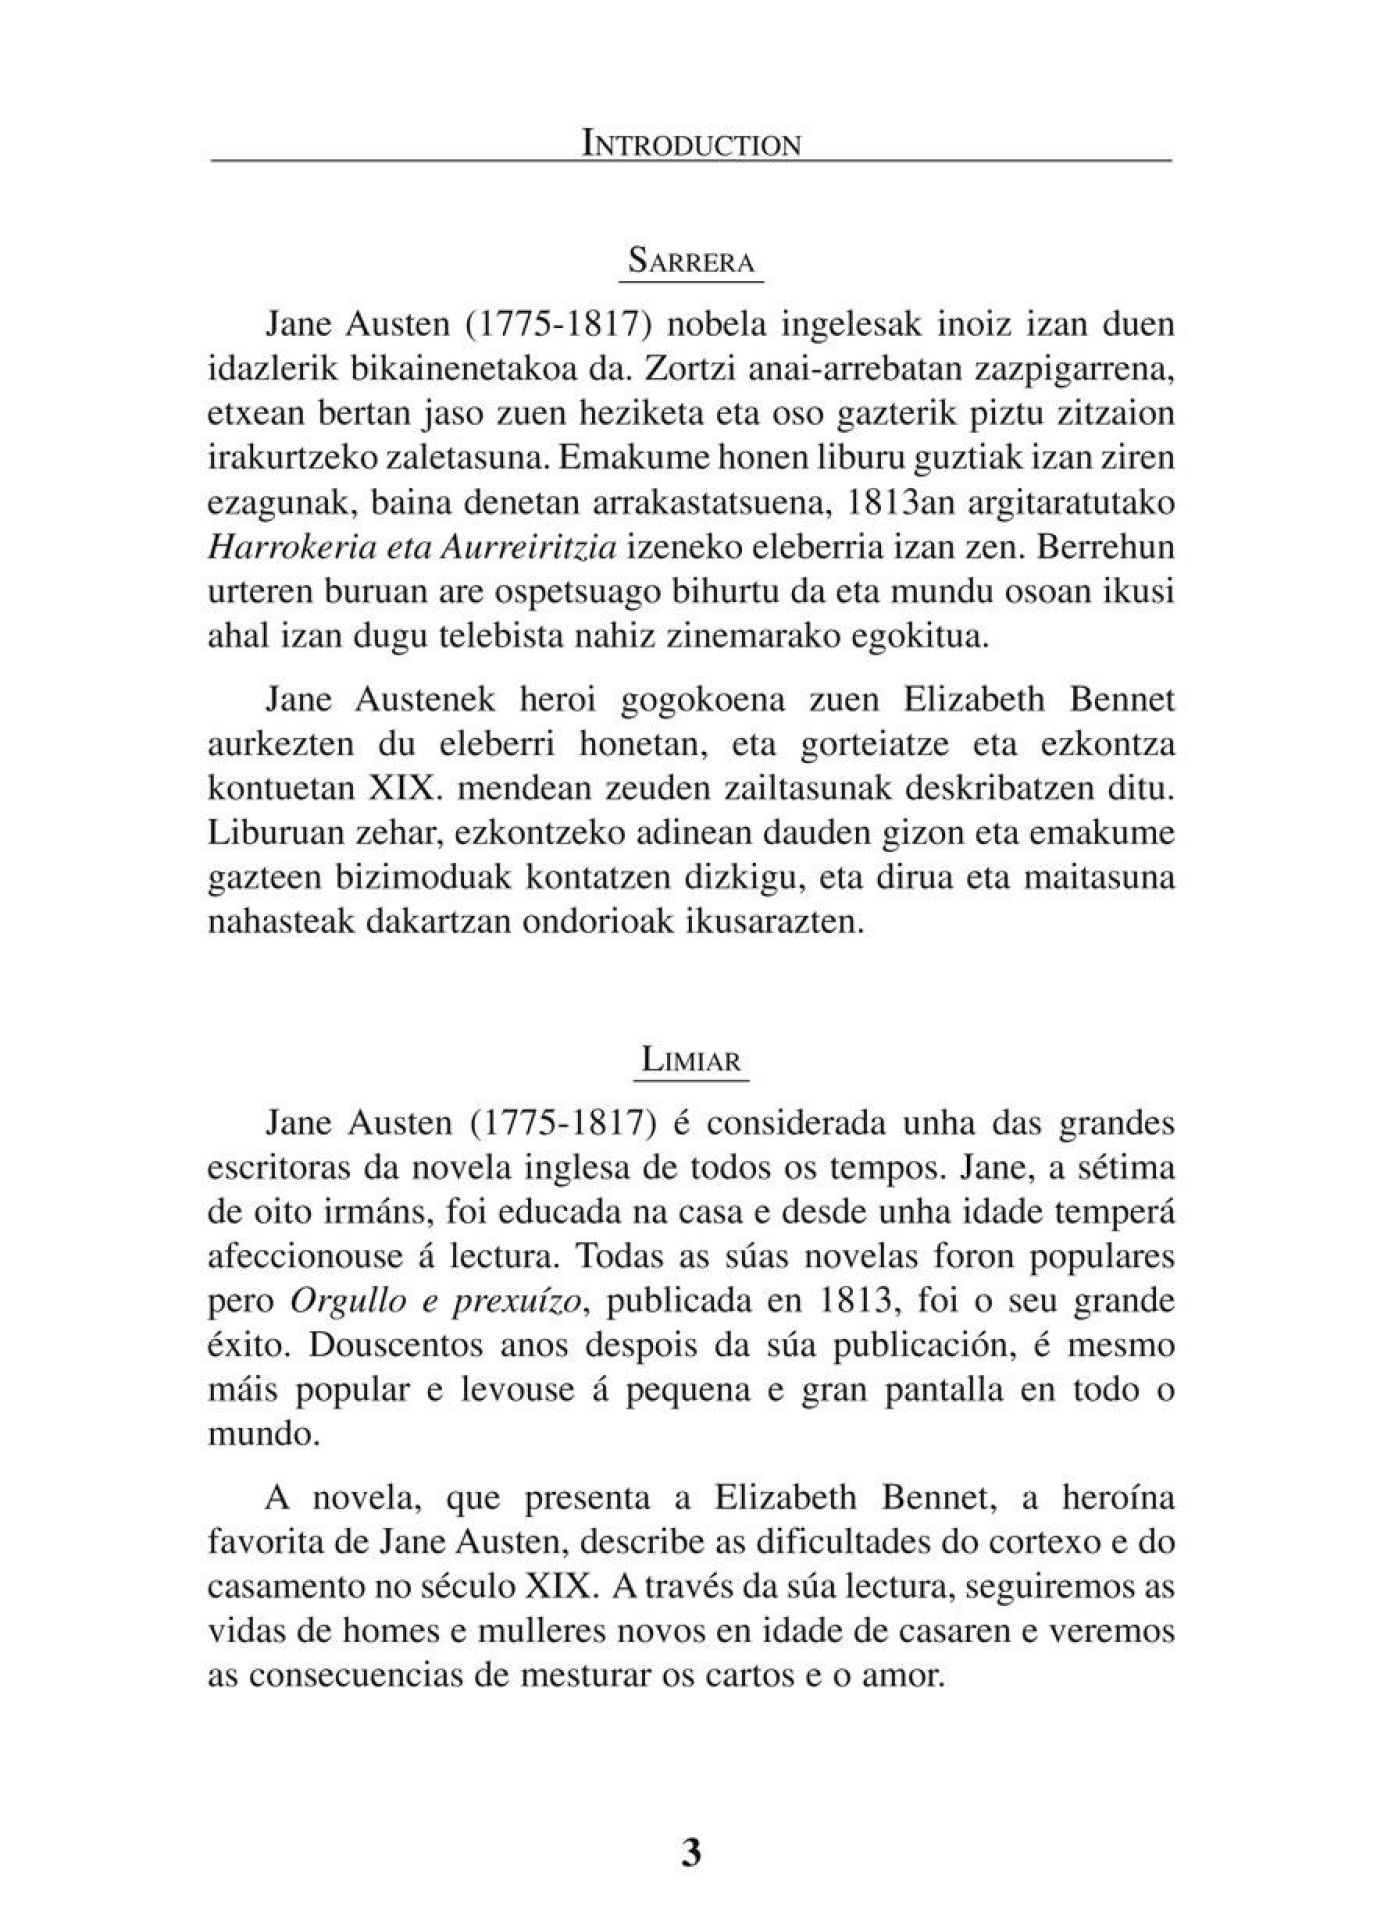 INTRODUCTION
SARRERA
Jane Austen (1775-1817) nobela ingelesak inoiz izan duen
idazlerik bikainenetakoa da. Zortzi anai-arrebatan zazpigarrena,
etxean bertan jaso zuen heziketa eta oso gazterik piztu zitzaion
irakurtzeko zaletasuna. Emakume honen liburu guztiak izan ziren
ezagunak, baina denetan arrakastatsuena, 1813an argitaratutako
Harrokeria eta Aurreiritzia izeneko eleberria izan zen. Berrehun
urteren buruan are ospetsuago bihurtu da eta mundu osoan ikusi
ahal izan dugu telebista nahiz zinemarako egokitua.
Jane Austenek heroi gogokoena zuen Elizabeth Bennet
aurkezten du eleberri honetan, eta gorteiatze eta ezkontza
kontuetan XIX. mendean zeuden zailtasunak deskribatzen ditu.
Liburuan zehar, ezkontzeko adinean dauden gizon eta emakume
gazteen bizimoduak kontatzen dizkigu, eta dirua eta maitasuna
nahasteak dakartzan ondorioak ikusarazten.
LIMIAR
Jane Austen (1775-1817) é considerada unha das grandes
escritoras da novela inglesa de todos os tempos. Jane, a sétima
de oito irmáns, foi educada na casa e desde unha idade temperá
afeccionouse á lectura. Todas as súas novelas foron populares
pero Orgullo e prexuízo, publicada en 1813, foi o seu grande
éxito. Douscentos anos despois da súa publicación, é mesmo
máis popular e levouse á pequena e gran pantalla en todo o
mundo.
A novela, que presenta a Elizabeth Bennet, a heroína
favorita de Jane Austen, describe as dificultades do cortexo e do
casamento no século XIX. A través da súa lectura, seguiremos as
vidas de homes e mulleres novos en idade de casaren e veremos
as consecuencias de mesturar os cartos e o amor.
3